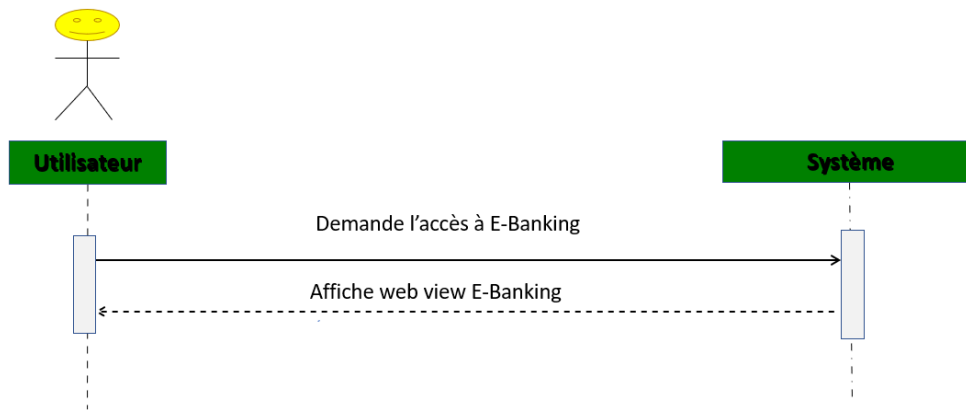 Utilisateur
Système
Demande l’accès à E-Banking
Affiche web view E-Banking